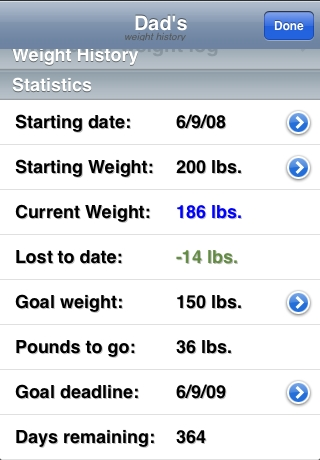 Dad's
weight history
Done
weight log
Weight History
Statistics
Starting date: 6/9/08
Starting Weight: 200 lbs.
Current Weight: 186 lbs.
Lost to date: -14 lbs.
Goal weight: 150 lbs.
Pounds to go: 36 lbs.
Goal deadline: 6/9/09
Days remaining: 364